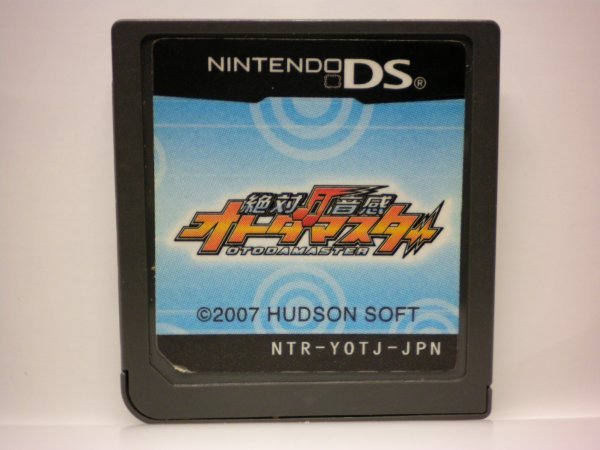 NINTENDO DS®
絶対音感
オトダマスター
OTODAMASTER
©2007 HUDSON SOFT
NTR-YOTJ-JPN